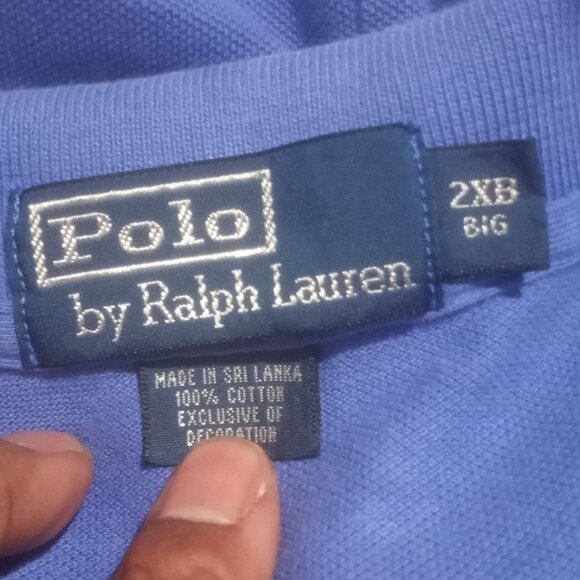 Polo
by Ralph Lauren
2XB
BIG
MADE IN SRI LANKA
100% COTTON
EXCLUSIVE OF
DECORATION